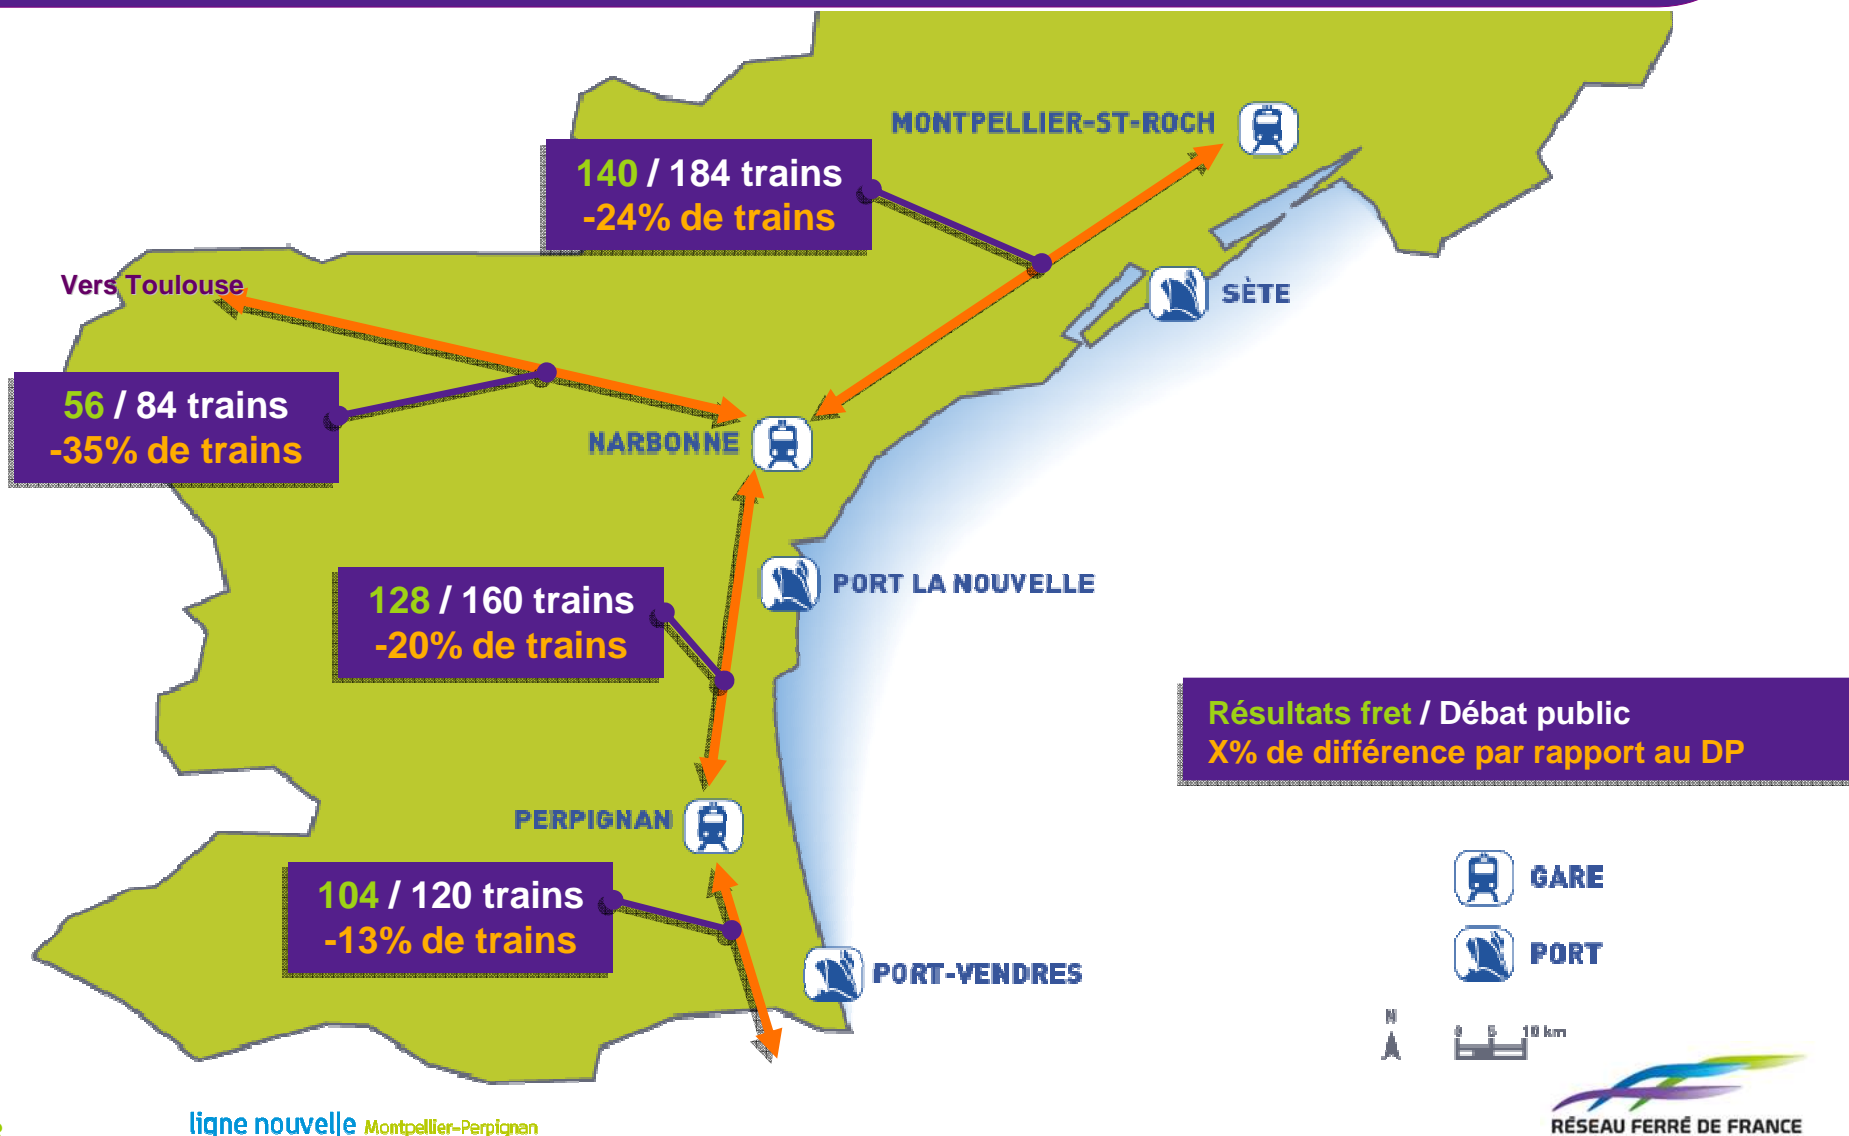 MONTPELLIER-ST-ROCH
140 / 184 trains
-24% de trains
Vers Toulouse
SÈTE
56 / 84 trains
-35% de trains
NARBONNE
PORT LA NOUVELLE
128 / 160 trains
-20% de trains
Résultats fret / Débat public
X% de différence par rapport au DP
PERPIGNAN
GARE
104 / 120 trains
-13% de trains
PORT
PORT-VENDRES
N
0 5 10 km
ligne nouvelle Montpellier-Perpignan
RÉSEAU FERRÉ DE FRANCE